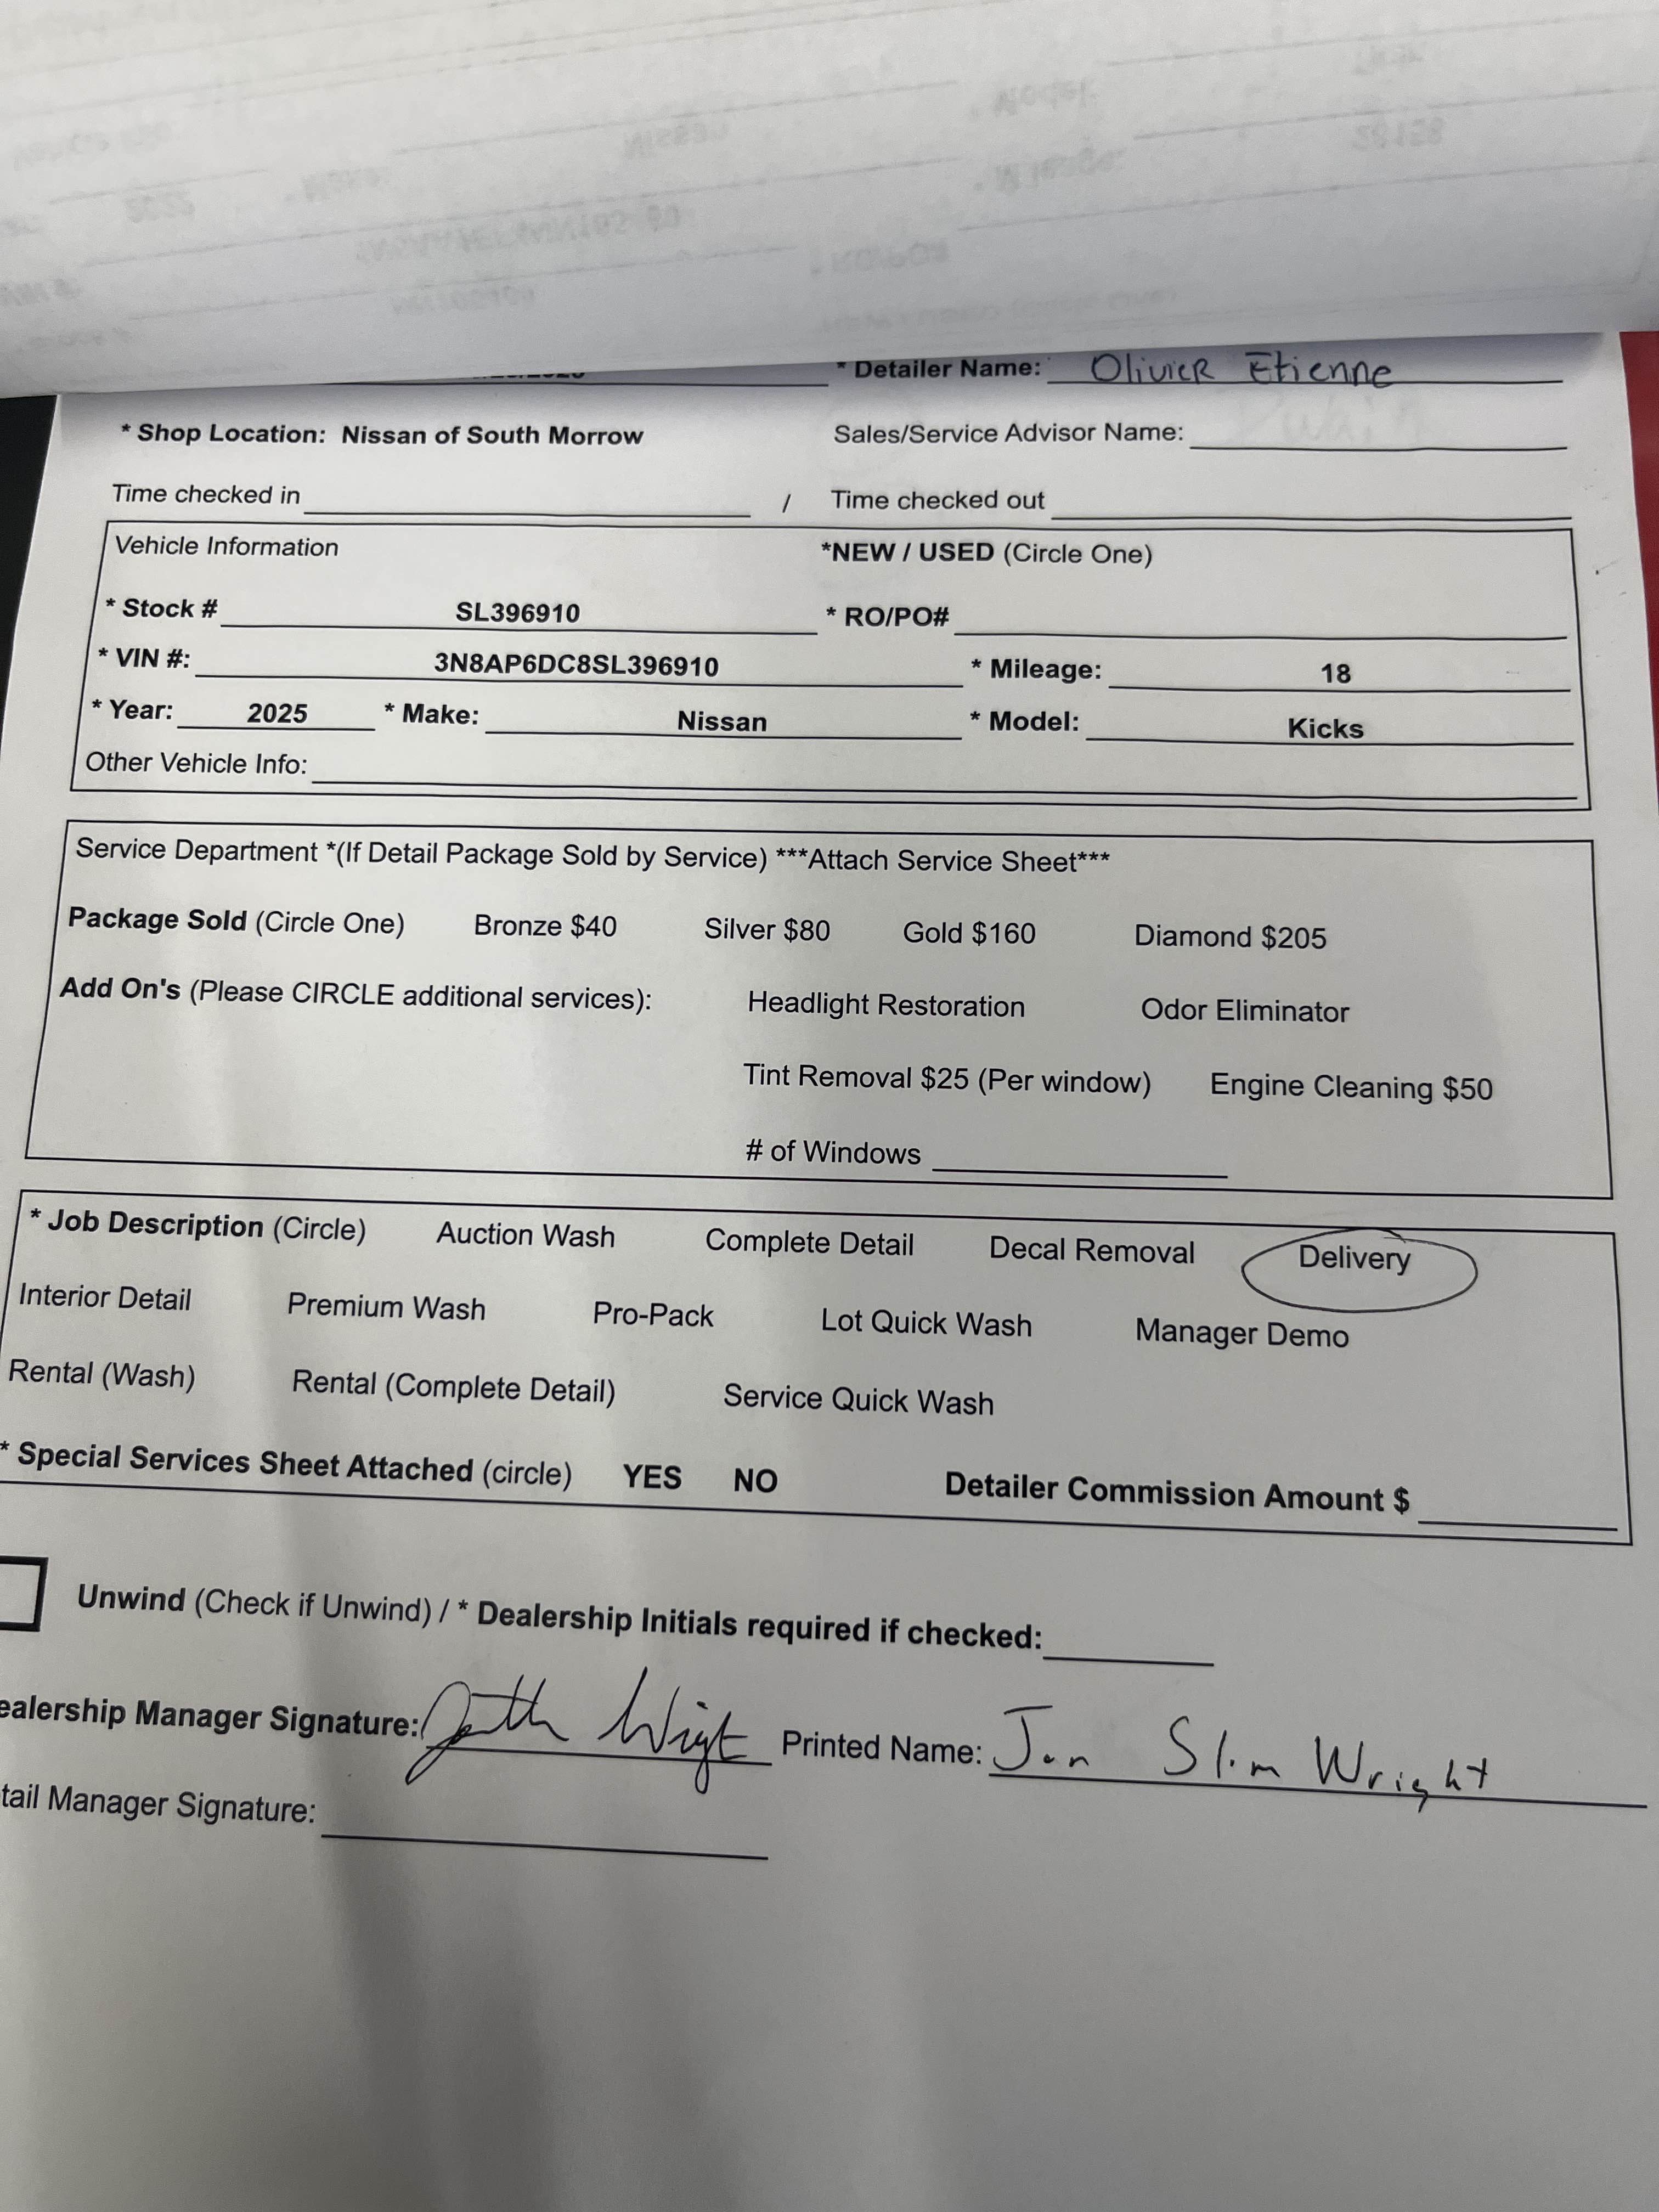 * Detailer Name: Olivier Etienne
* Shop Location: Nissan of South Morrow Sales/Service Advisor Name:
Time checked in / Time checked out
Vehicle Information *NEW / USED (Circle One)
* Stock # SL396910 * RO/PO#
* VIN #: 3N8AP6DC8SL396910 * Mileage: 18
* Year: 2025 * Make: Nissan * Model: Kicks
Other Vehicle Info:
Service Department *(If Detail Package Sold by Service) ***Attach Service Sheet***
Package Sold (Circle One) Bronze $40 Silver $80 Gold $160 Diamond $205
Add On's (Please CIRCLE additional services): Headlight Restoration Odor Eliminator
Tint Removal $25 (Per window) Engine Cleaning $50
# of Windows
* Job Description (Circle) Auction Wash Complete Detail Decal Removal Delivery
Interior Detail Premium Wash Pro-Pack Lot Quick Wash Manager Demo
Rental (Wash) Rental (Complete Detail) Service Quick Wash
* Special Services Sheet Attached (circle) YES NO Detailer Commission Amount $
Unwind (Check if Unwind) / * Dealership Initials required if checked:
ealership Manager Signature: Printed Name: Jon Slim Wright
tail Manager Signature: